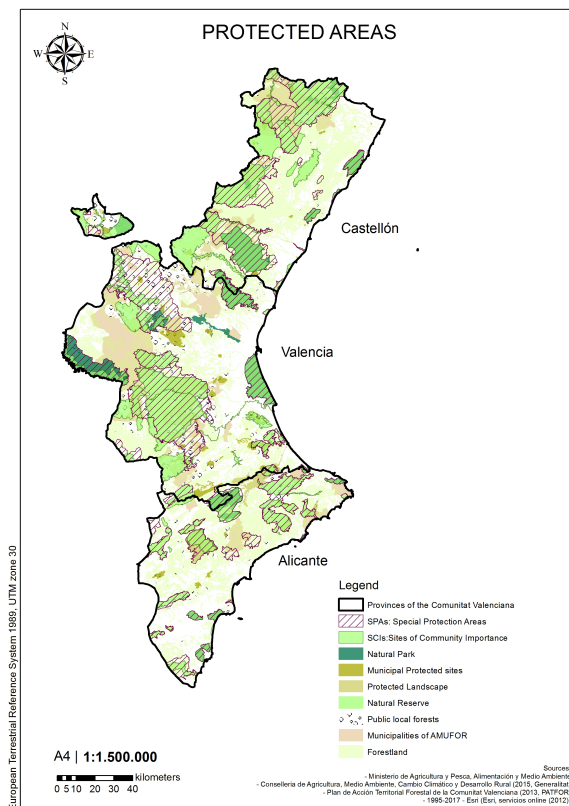 PROTECTED AREAS
N
W E
S
Castellón
Valencia
Alicante
Legend
Provinces of the Comunitat Valenciana
SPAs: Special Protection Areas
SCIs:Sites of Community Importance
Natural Park
Municipal Protected sites
Protected Landscape
Natural Reserve
Public local forests
Municipalities of AMUFOR
Forestland
A4 | 1:1.500.000
kilometers
0 5 10 20 30 40
European Terrestrial Reference System 1989, UTM zone 30
Sources
- Ministerio de Agricultura y Pesca, Alimentación y Medio Ambiente
- Conselleria de Agricultura, Medio Ambiente, Cambio Climático y Desarrollo Rural (2015, Generalitat
- Plan de Acción Territorial Forestal de la Comunitat Valenciana (2013, PATFOR
- 1995-2017 - Esri (Esri, servicios online (2012)